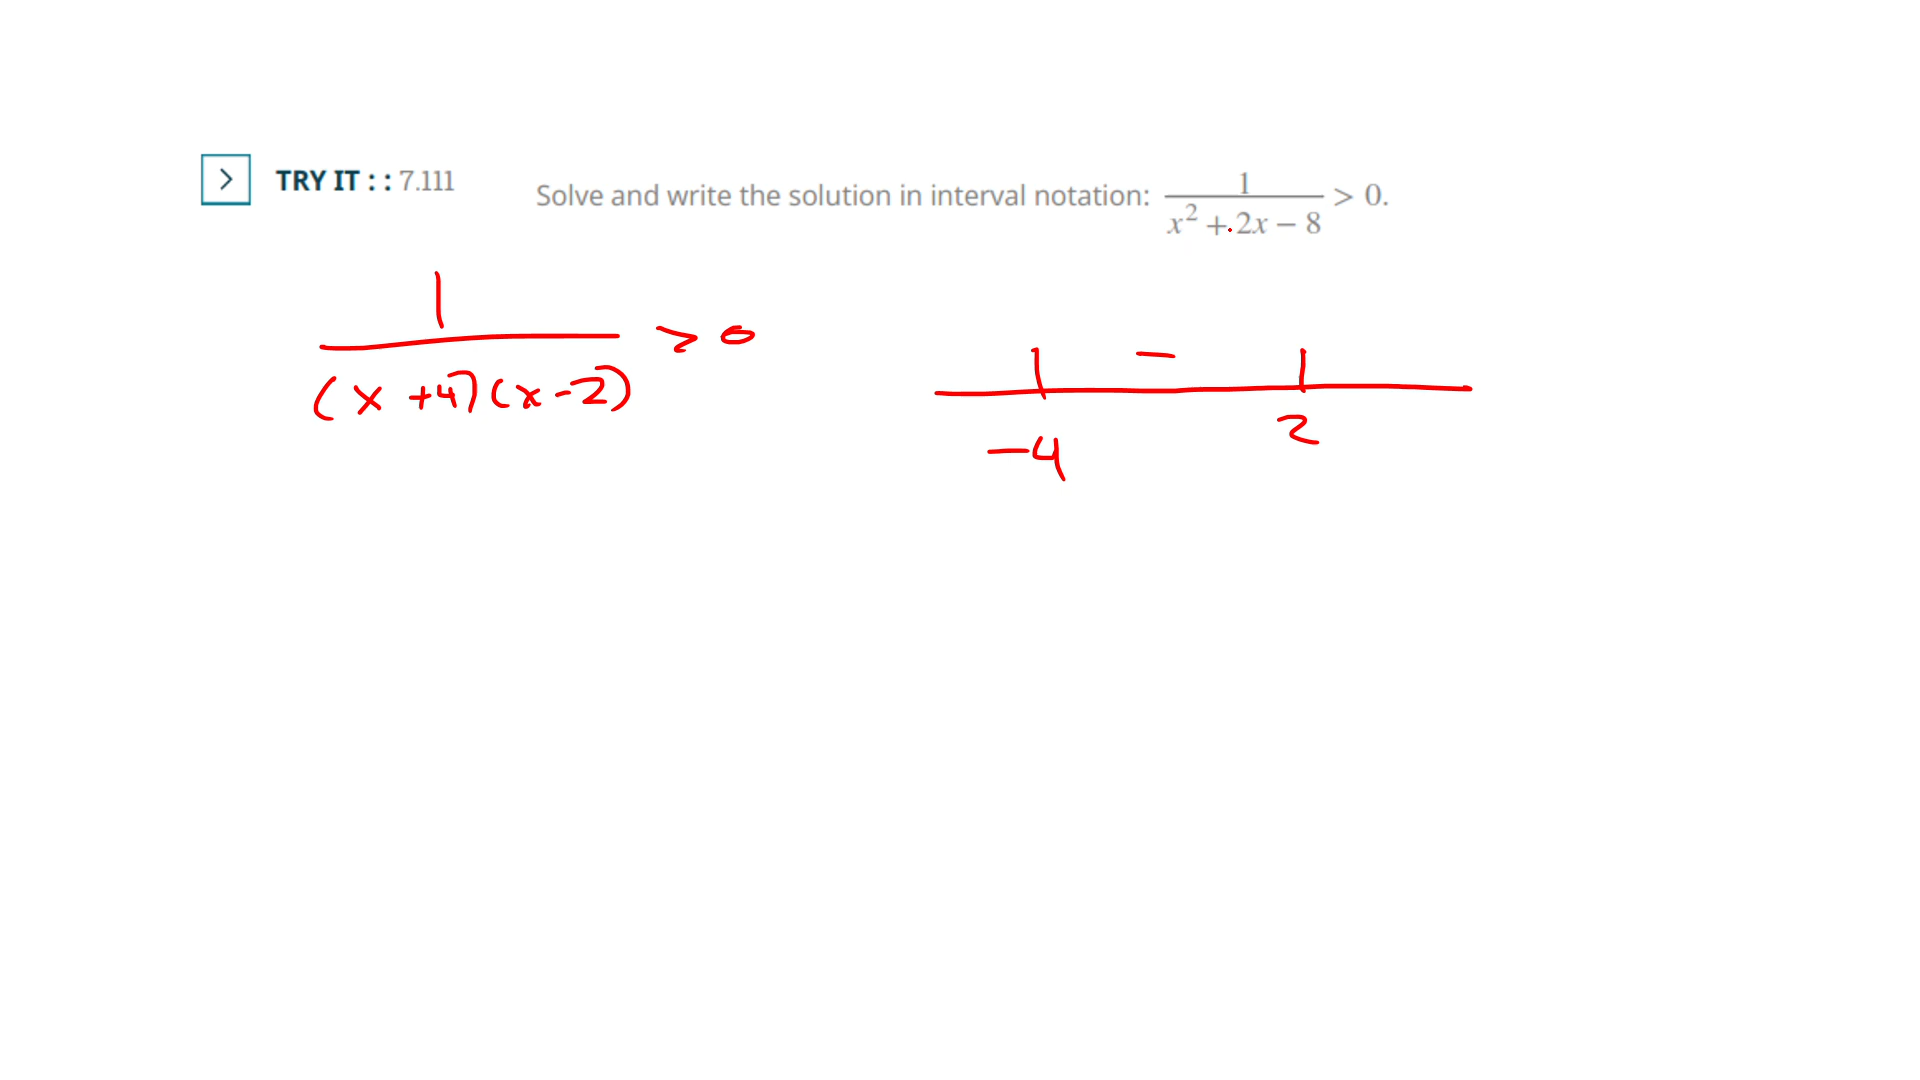 > TRY IT : : 7.111 Solve and write the solution in interval notation: 1/(x² + 2x − 8) > 0.
1/((x +4)(x -2)) > 0
−
-4 2